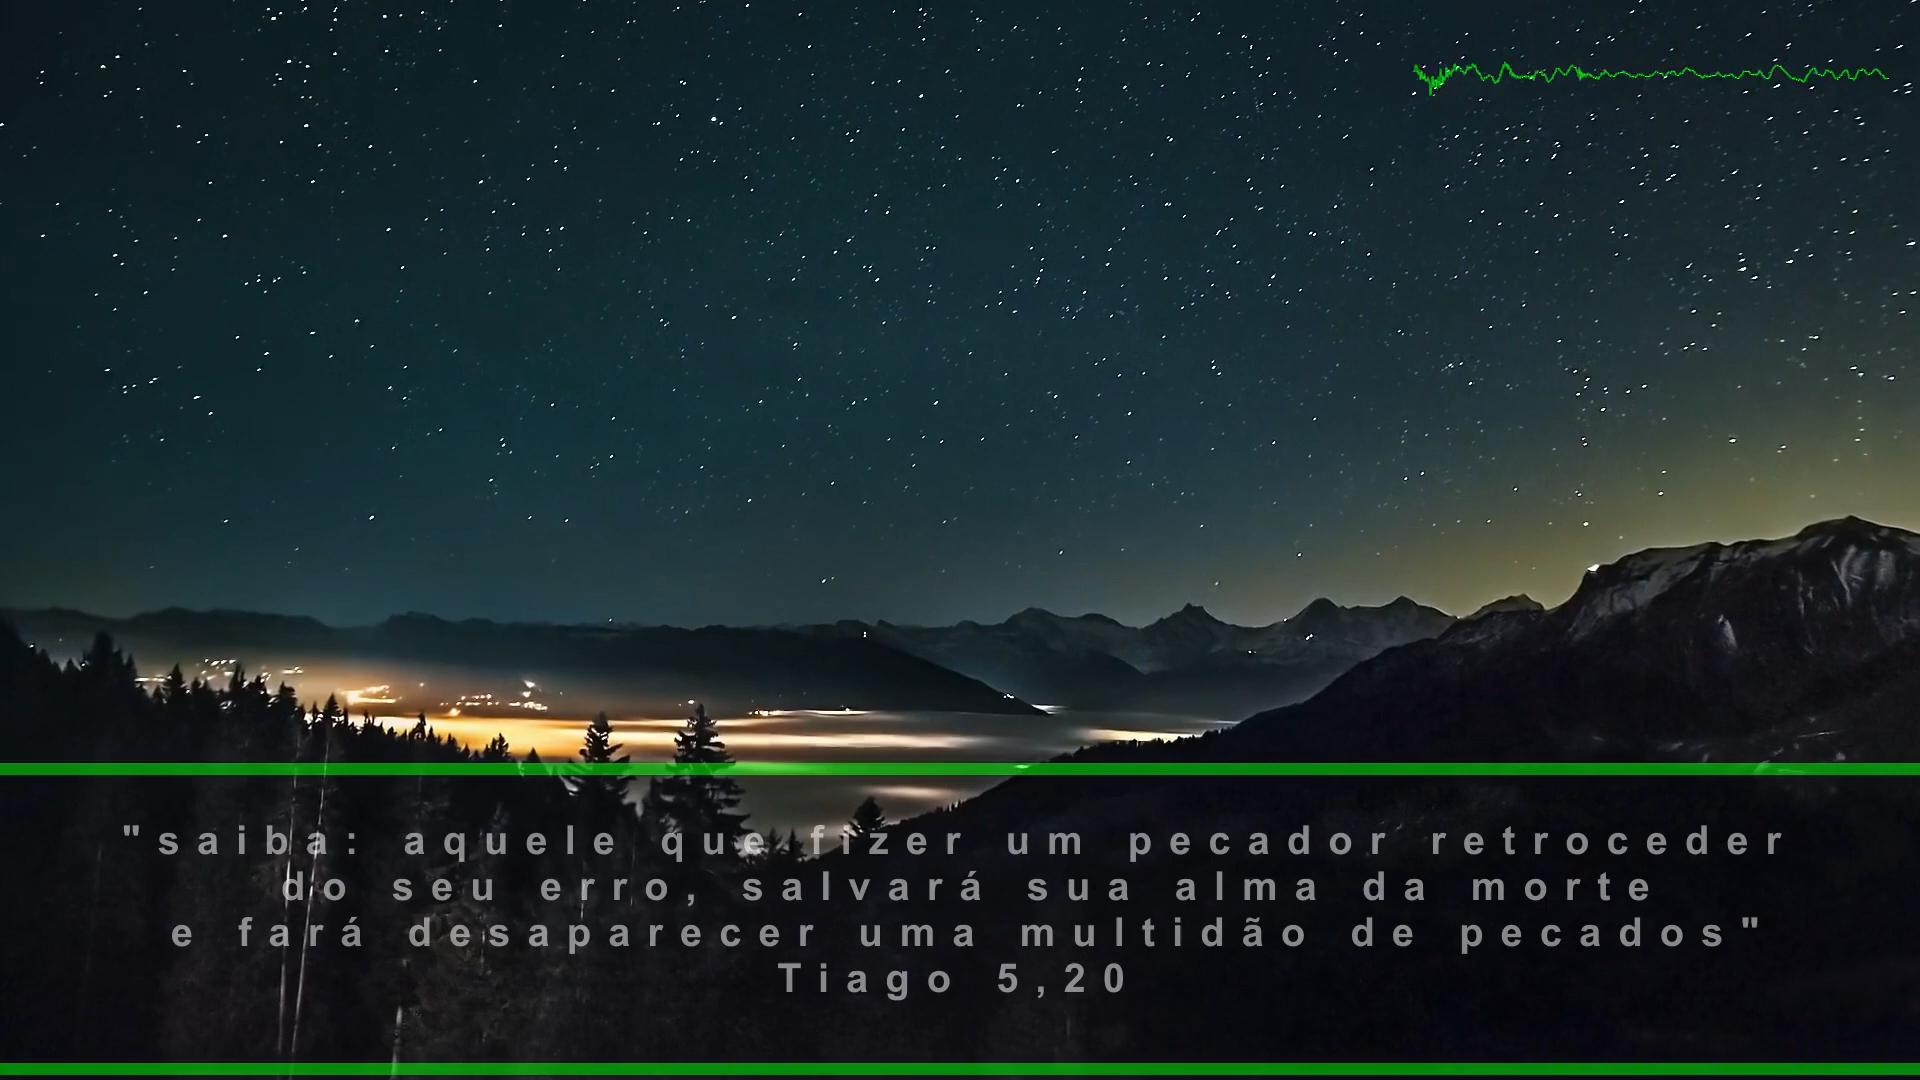 "saiba: aquele que fizer um pecador retroceder
do seu erro, salvará sua alma da morte
e fará desaparecer uma multidão de pecados"
Tiago 5,20